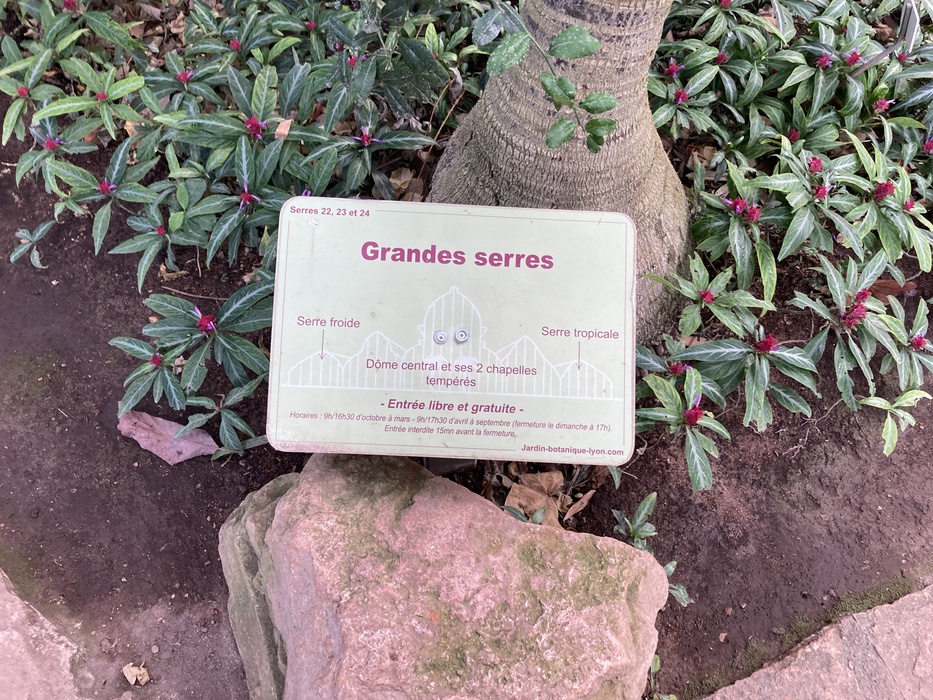 Serres 22, 23 et 24
Grandes serres
Serre froide
Serre tropicale
Dôme central et ses 2 chapelles
tempérés
- Entrée libre et gratuite -
Horaires : 9h/16h30 d'octobre à mars - 9h/17h30 d'avril à septembre (fermeture le dimanche à 17h).
Entrée interdite 15mn avant la fermeture.
Jardin-botanique-lyon.com